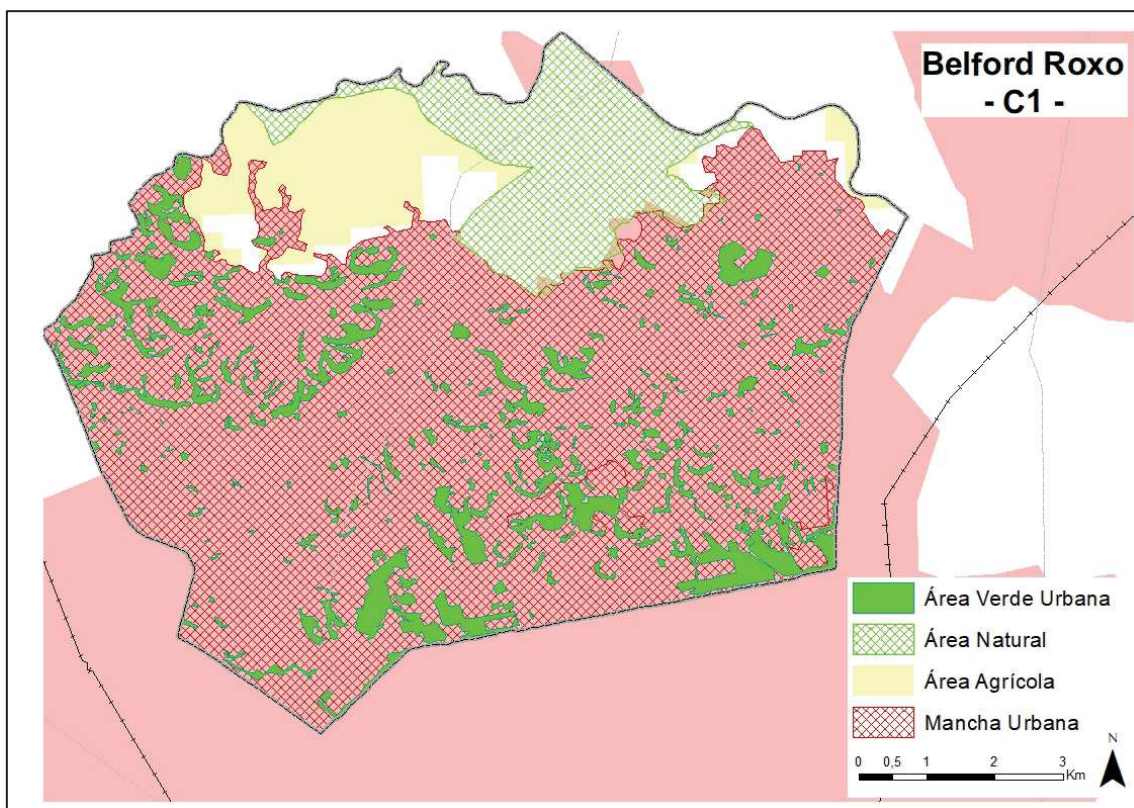 Belford Roxo
- C1 -
Área Verde Urbana
Área Natural
Área Agrícola
Mancha Urbana
N
0 0,5 1 2 3
Km